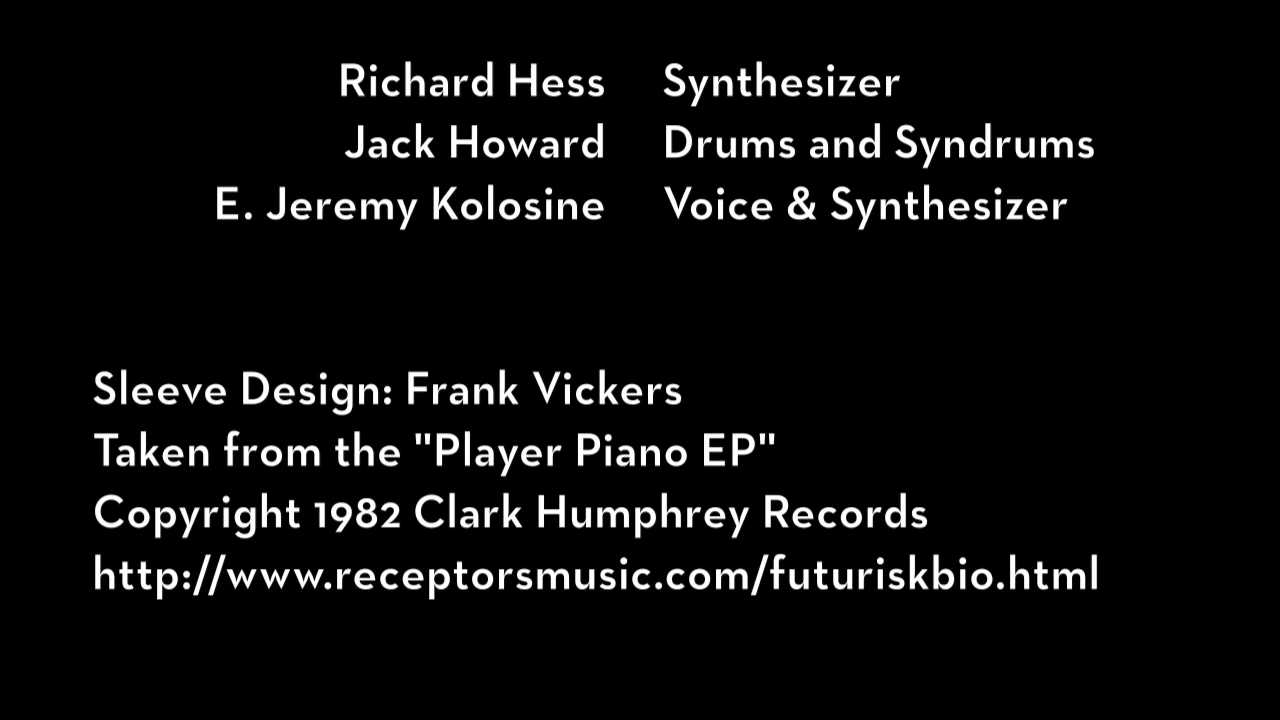 Richard Hess Synthesizer
Jack Howard Drums and Syndrums
E. Jeremy Kolosine Voice & Synthesizer
Sleeve Design: Frank Vickers
Taken from the "Player Piano EP"
Copyright 1982 Clark Humphrey Records
http://www.receptorsmusic.com/futuriskbio.html